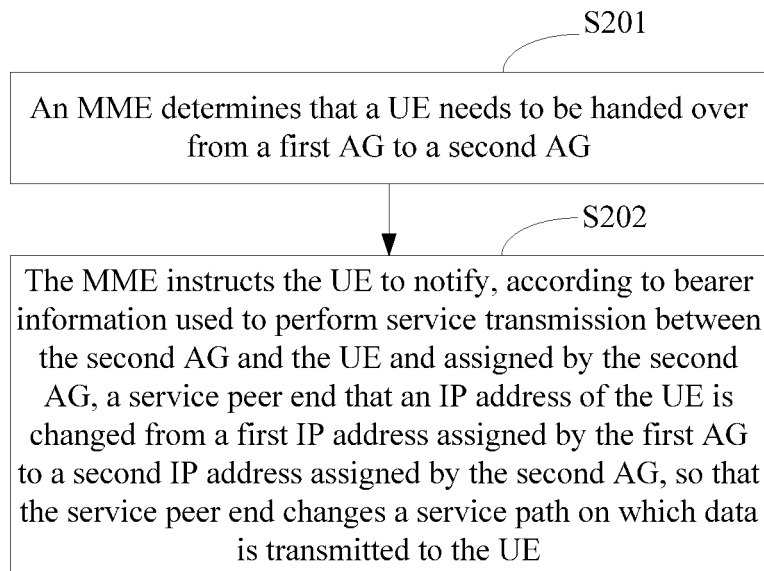 S201
An MME determines that a UE needs to be handed over
from a first AG to a second AG
S202
The MME instructs the UE to notify, according to bearer
information used to perform service transmission between
the second AG and the UE and assigned by the second
AG, a service peer end that an IP address of the UE is
changed from a first IP address assigned by the first AG
to a second IP address assigned by the second AG, so that
the service peer end changes a service path on which data
is transmitted to the UE